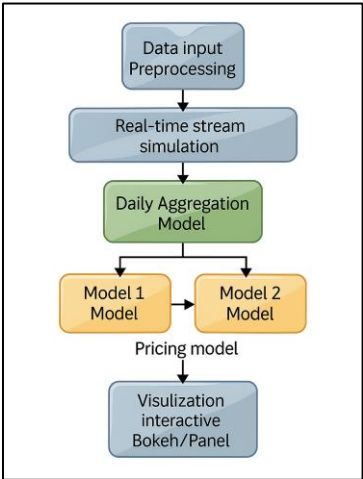 Data input
Preprocessing
Real-time stream
simulation
Daily Aggregation
Model
Model 1
Model
Model 2
Model
Pricing model
Visulization
interactive
Bokeh/Panel